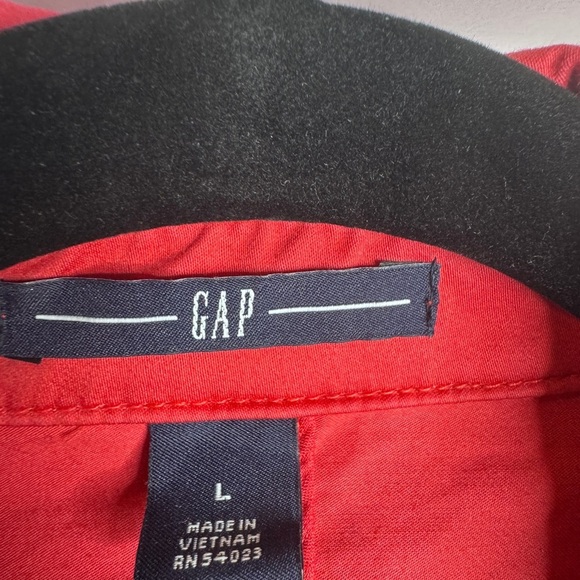 GAP
L
MADE IN
VIETNAM
RN 54023